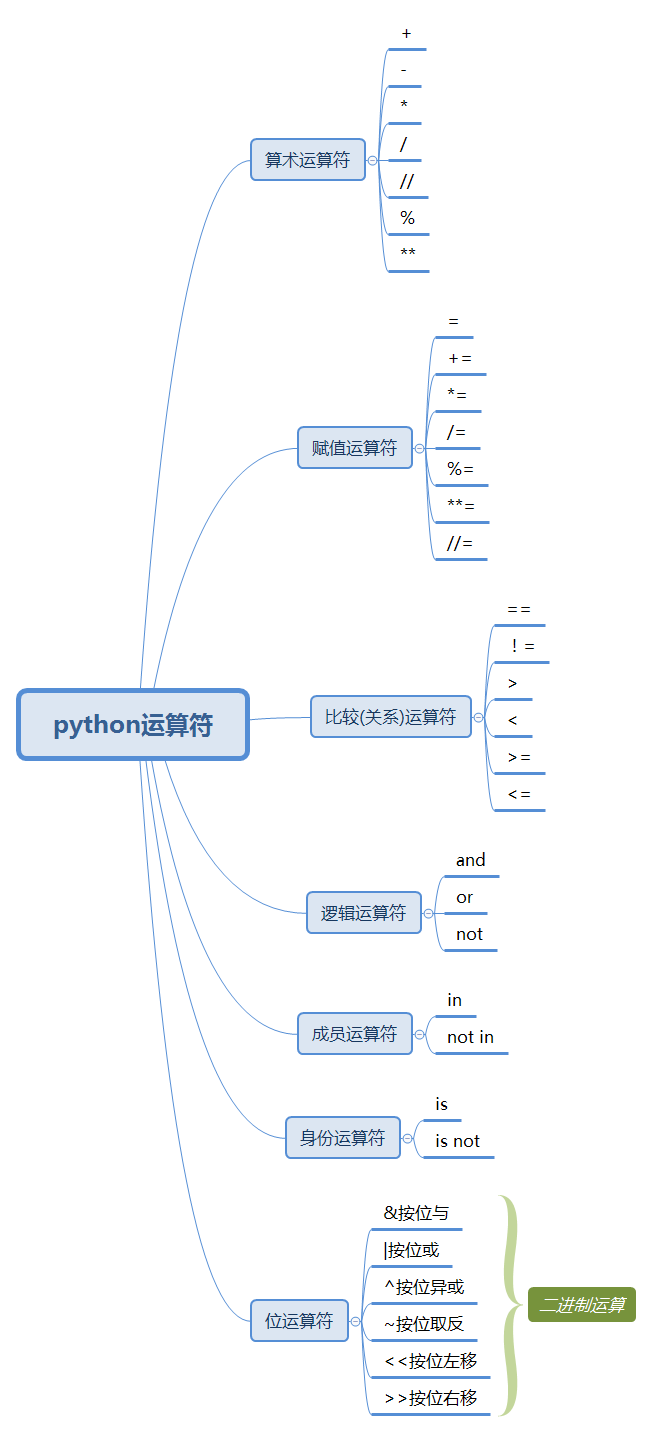 python运算符
算术运算符
+
-
*
/
//
%
**
赋值运算符
=
+=
*=
/=
%=
**=
//=
比较(关系)运算符
==
！=
>
<
>=
<=
逻辑运算符
and
or
not
成员运算符
in
not in
身份运算符
is
is not
位运算符
&按位与
|按位或
^按位异或
~按位取反
<<按位左移
>>按位右移
二进制运算